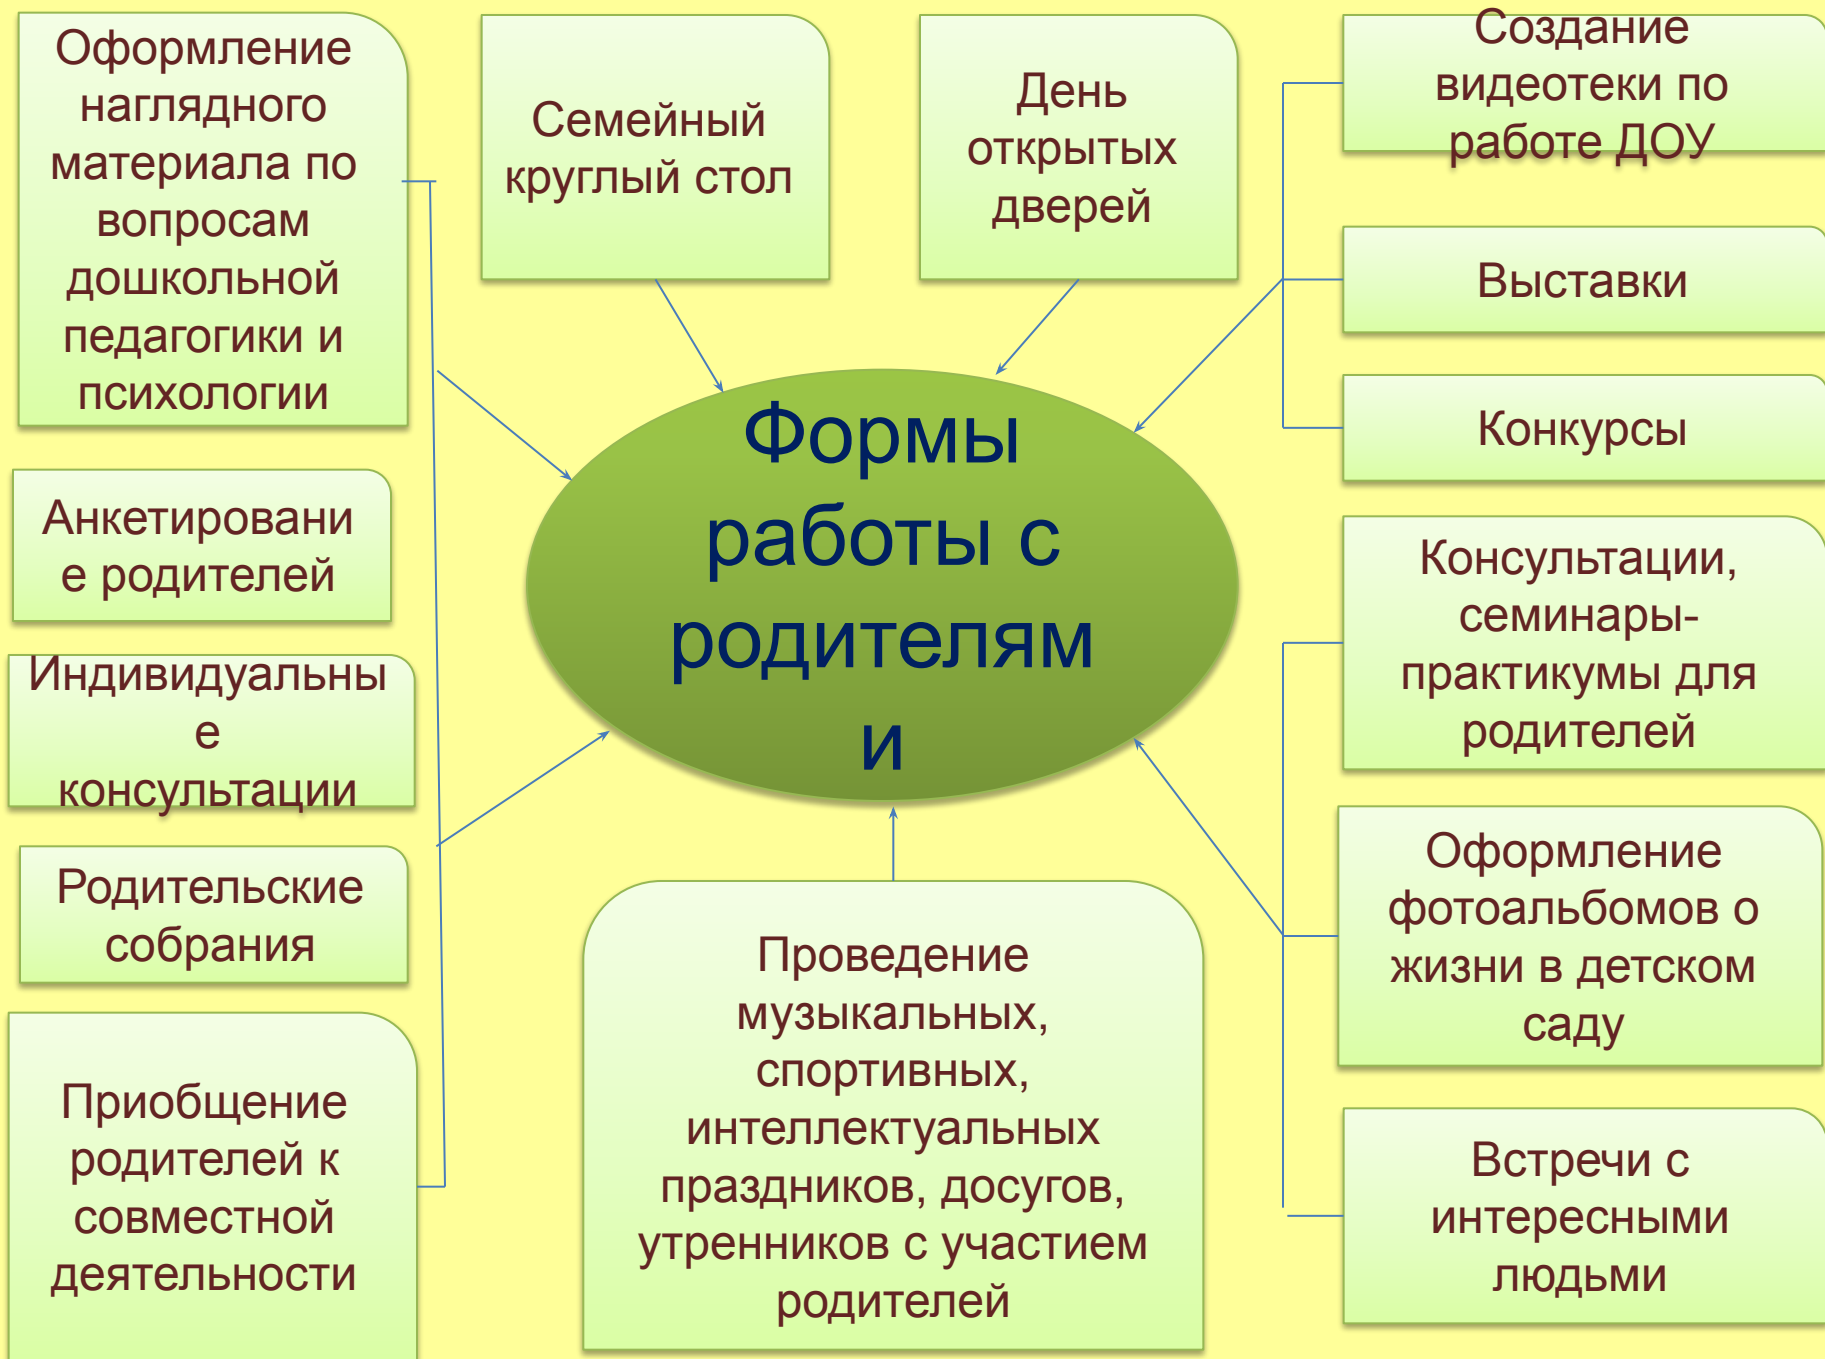 Оформление
наглядного
материала по
вопросам
дошкольной
педагогики и
психологии
Семейный
круглый стол
День
открытых
дверей
Создание
видеотеки по
работе ДОУ
Выставки
Конкурсы
Формы
работы с
родителям
и
Анкетировани
е родителей
Индивидуальны
е
консультации
Родительские
собрания
Приобщение
родителей к
совместной
деятельности
Проведение
музыкальных,
спортивных,
интеллектуальных
праздников, досугов,
утренников с участием
родителей
Консультации,
семинары-
практикумы для
родителей
Оформление
фотоальбомов о
жизни в детском
саду
Встречи с
интересными
людьми